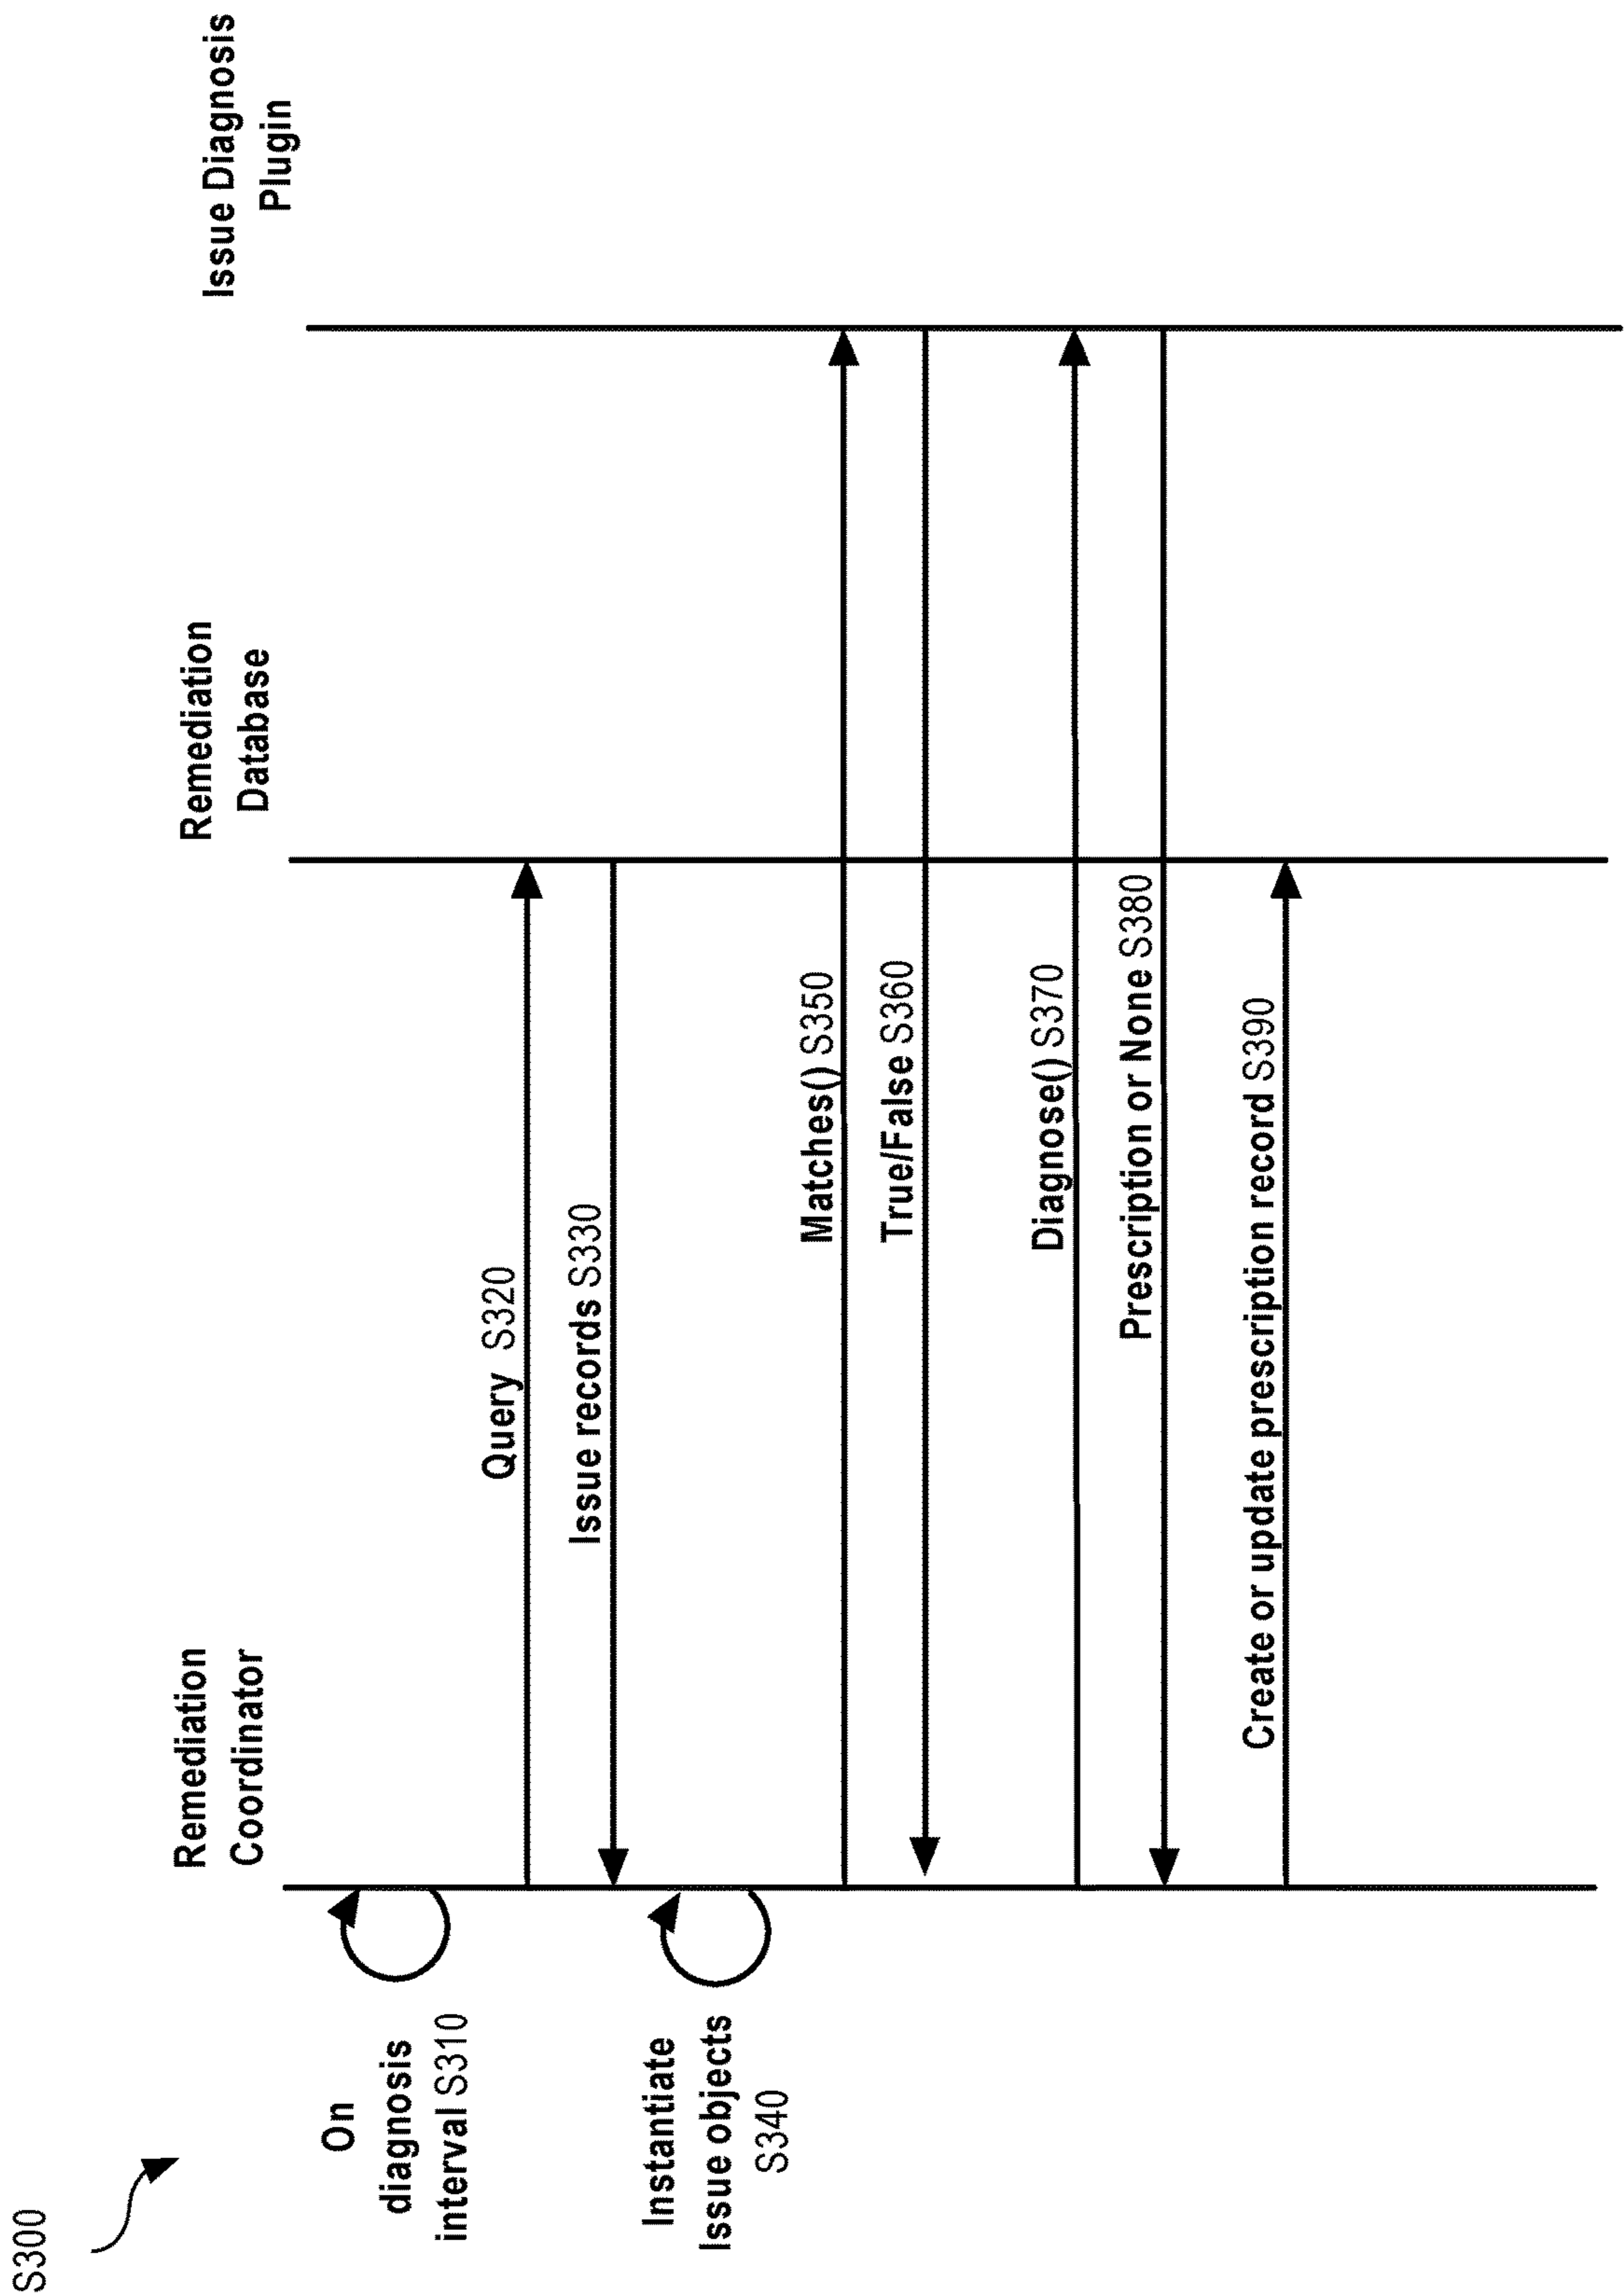 S300
Remediation
Coordinator
Remediation
Database
Issue Diagnosis
Plugin
On
diagnosis
interval S310
Query S320
Issue records S330
Instantiate
Issue objects
S340
Matches() S350
True/False S360
Diagnose() S370
Prescription or None S380
Create or update prescription record S390